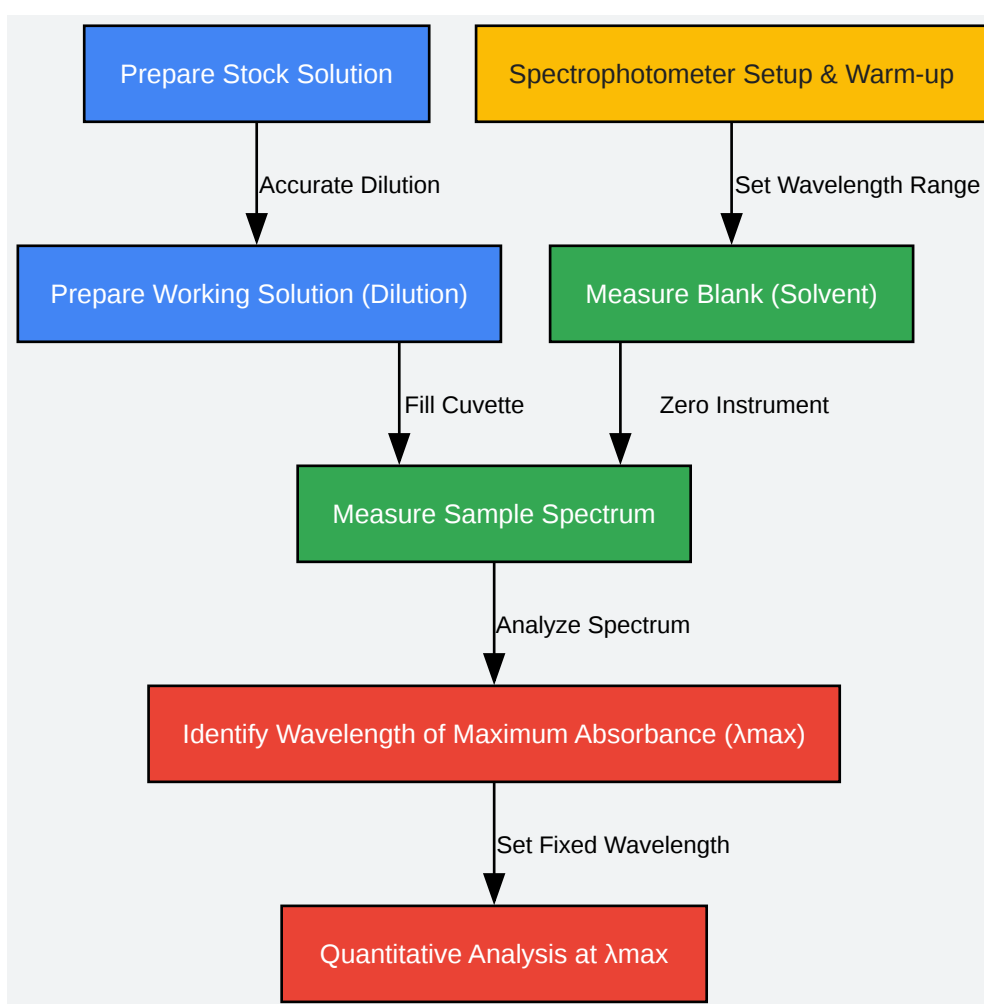 Prepare Stock Solution
Spectrophotometer Setup & Warm-up
Accurate Dilution
Set Wavelength Range
Prepare Working Solution (Dilution)
Measure Blank (Solvent)
Fill Cuvette
Zero Instrument
Measure Sample Spectrum
Analyze Spectrum
Identify Wavelength of Maximum Absorbance (λmax)
Set Fixed Wavelength
Quantitative Analysis at λmax